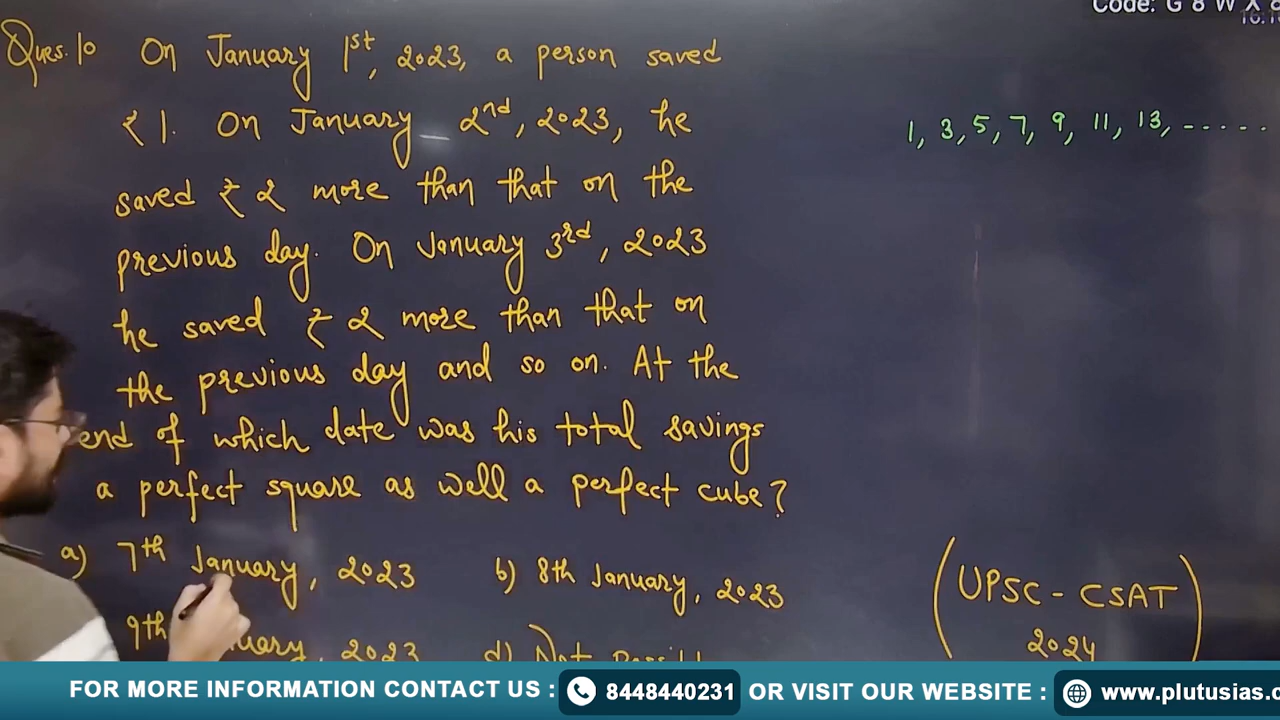 Code: G 8 W X 8
16:1
Ques.10 On January 1st, 2023, a person saved
₹ 1. On January _ 2nd, 2023, he
saved ₹ 2 more than that on the
previous day. On January 3rd, 2023
he saved ₹ 2 more than that on
the previous day and so on. At the
end of which date was his total savings
a perfect square as well a perfect cube?
a) 7th January, 2023 b) 8th January, 2023
9th 2023 d) Not
1, 3, 5, 7, 9, 11, 13, ------
(UPSC - CSAT
2024)
FOR MORE INFORMATION CONTACT US : 8448440231 OR VISIT OUR WEBSITE : www.plutusias.c